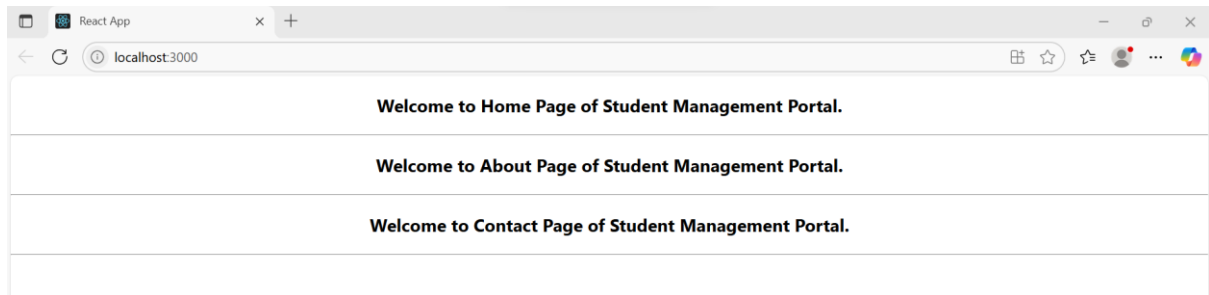 React App
localhost:3000
Welcome to Home Page of Student Management Portal.
Welcome to About Page of Student Management Portal.
Welcome to Contact Page of Student Management Portal.